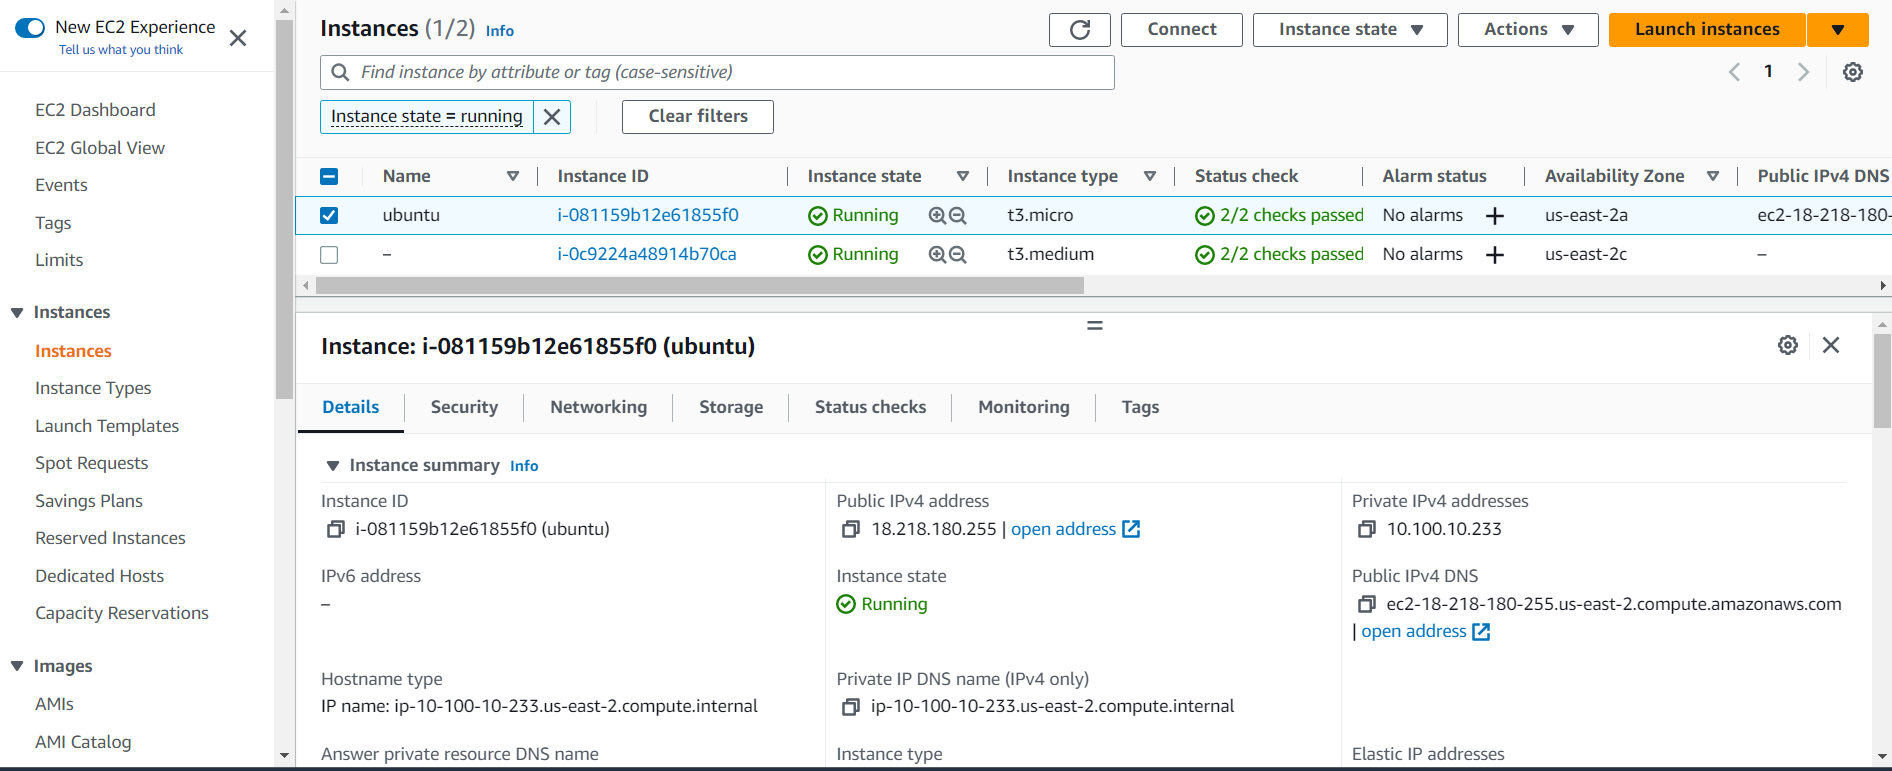 New EC2 Experience
Tell us what you think
EC2 Dashboard
EC2 Global View
Events
Tags
Limits
Instances
Instances
Instance Types
Launch Templates
Spot Requests
Savings Plans
Reserved Instances
Dedicated Hosts
Capacity Reservations
Images
AMIs
AMI Catalog
Instances (1/2) Info
Connect
Instance state
Actions
Launch instances
Find instance by attribute or tag (case-sensitive)
1
Instance state = running
Clear filters
Name Instance ID Instance state Instance type Status check Alarm status Availability Zone Public IPv4 DNS
ubuntu i-081159b12e61855f0 Running t3.micro 2/2 checks passed No alarms + us-east-2a ec2-18-218-180-
– i-0c9224a48914b70ca Running t3.medium 2/2 checks passed No alarms + us-east-2c –
Instance: i-081159b12e61855f0 (ubuntu)
Details Security Networking Storage Status checks Monitoring Tags
Instance summary Info
Instance ID
i-081159b12e61855f0 (ubuntu)
Public IPv4 address
18.218.180.255 | open address
Private IPv4 addresses
10.100.10.233
IPv6 address
–
Instance state
Running
Public IPv4 DNS
ec2-18-218-180-255.us-east-2.compute.amazonaws.com
| open address
Hostname type
IP name: ip-10-100-10-233.us-east-2.compute.internal
Private IP DNS name (IPv4 only)
ip-10-100-10-233.us-east-2.compute.internal
Answer private resource DNS name
Instance type
Elastic IP addresses